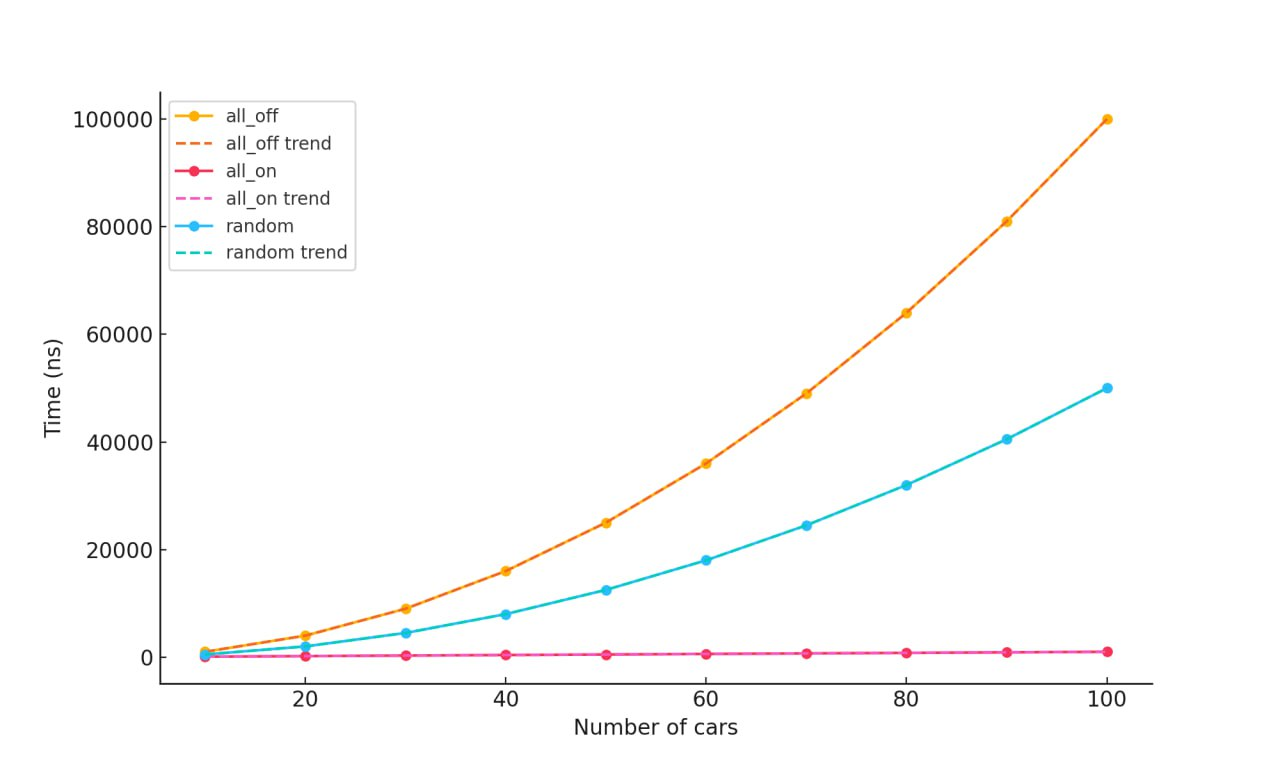 100000
80000
60000
40000
20000
0
Time (ns)
all_off
all_off trend
all_on
all_on trend
random
random trend
20 40 60 80 100
Number of cars